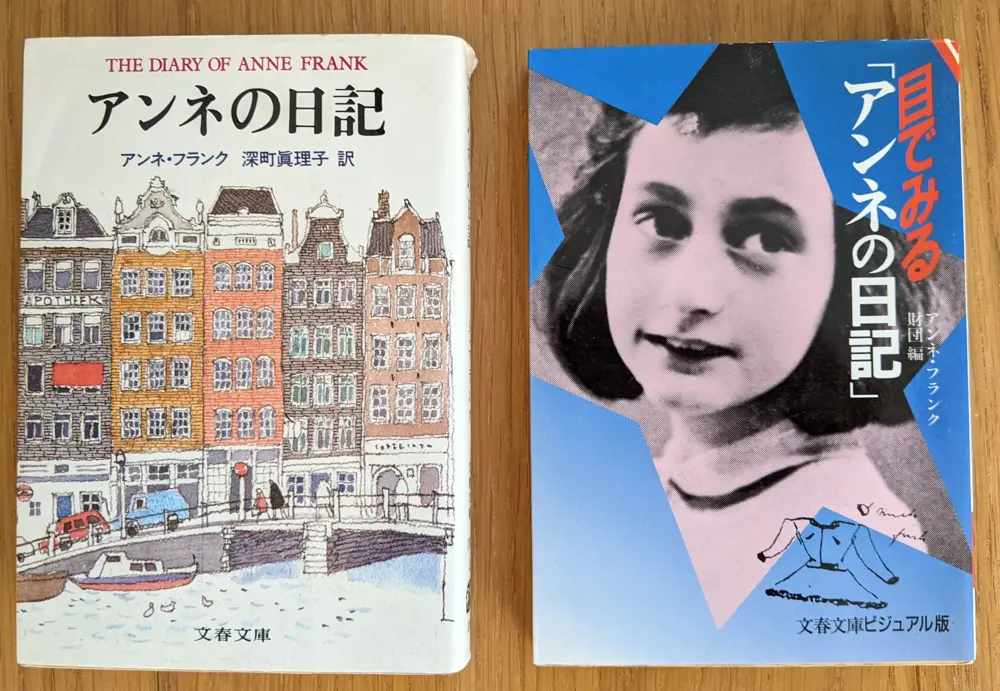 THE DIARY OF ANNE FRANK
アンネの日記
アンネ・フランク 深町眞理子 訳
APOTHIEK
文春文庫
目でみる
「アンネの日記」
アンネ・フランク
財団 編
文春文庫ビジュアル版